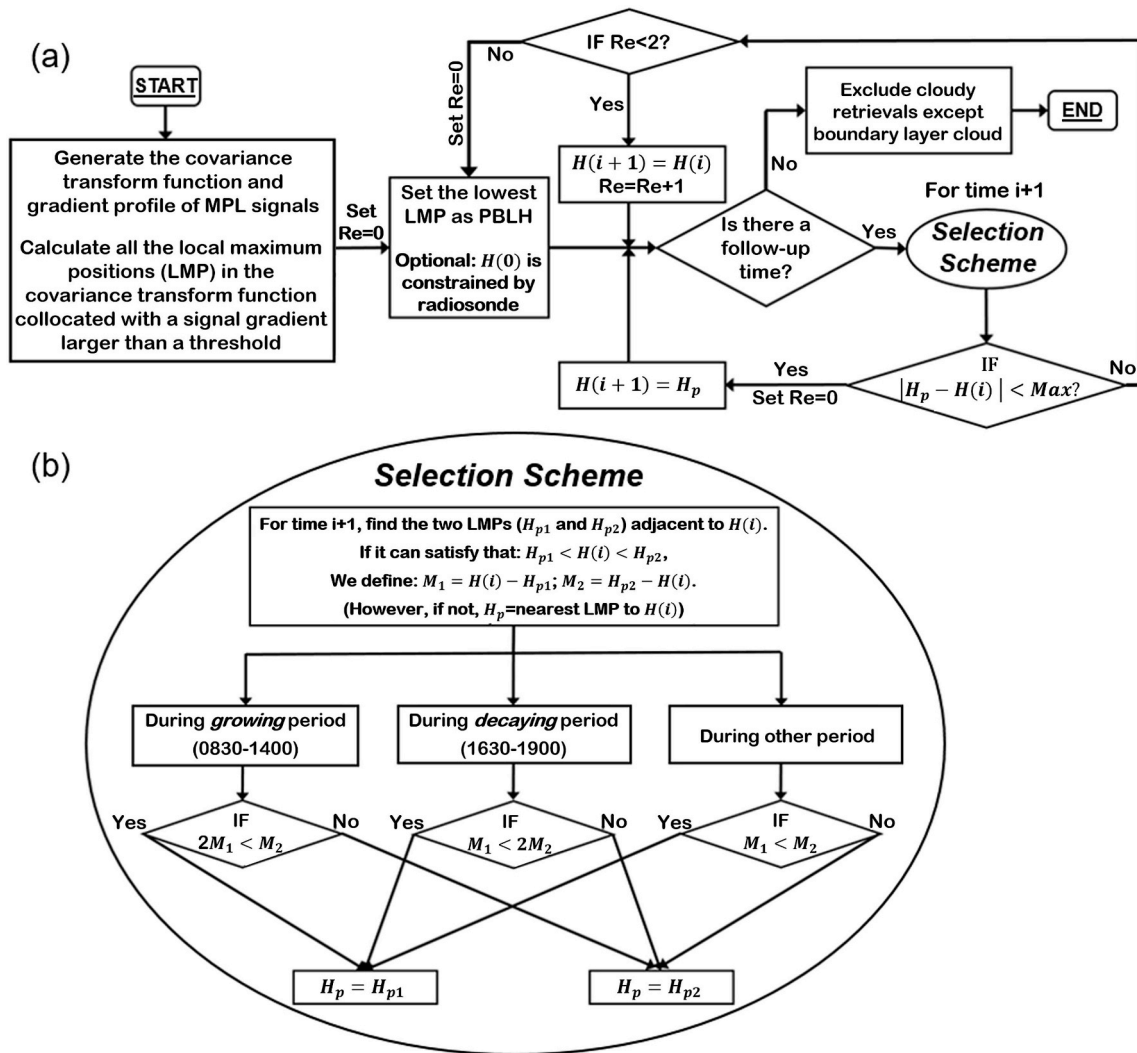 (a)
START
Generate the covariance
transform function and
gradient profile of MPL signals
Calculate all the local maximum
positions (LMP) in the
covariance transform function
collocated with a signal gradient
larger than a threshold
Set
Re=0
Set the lowest
LMP as PBLH
Optional: H(0) is
constrained by
radiosonde
IF Re<2?
No
Set Re=0
Yes
H(i + 1) = H(i)
Re=Re+1
Is there a
follow-up
time?
No
Exclude cloudy
retrievals except
boundary layer cloud
END
Yes
For time i+1
Selection
Scheme
IF
|H_p − H(i)| < Max?
No
Yes
Set Re=0
H(i + 1) = H_p
(b)
Selection Scheme
For time i+1, find the two LMPs (H_p1 and H_p2) adjacent to H(i).
If it can satisfy that: H_p1 < H(i) < H_p2,
We define: M_1 = H(i) − H_p1; M_2 = H_p2 − H(i).
(However, if not, H_p=nearest LMP to H(i))
During growing period
(0830-1400)
During decaying period
(1630-1900)
During other period
Yes
IF
2M_1 < M_2
No
Yes
IF
M_1 < 2M_2
No
Yes
IF
M_1 < M_2
No
H_p = H_p1
H_p = H_p2